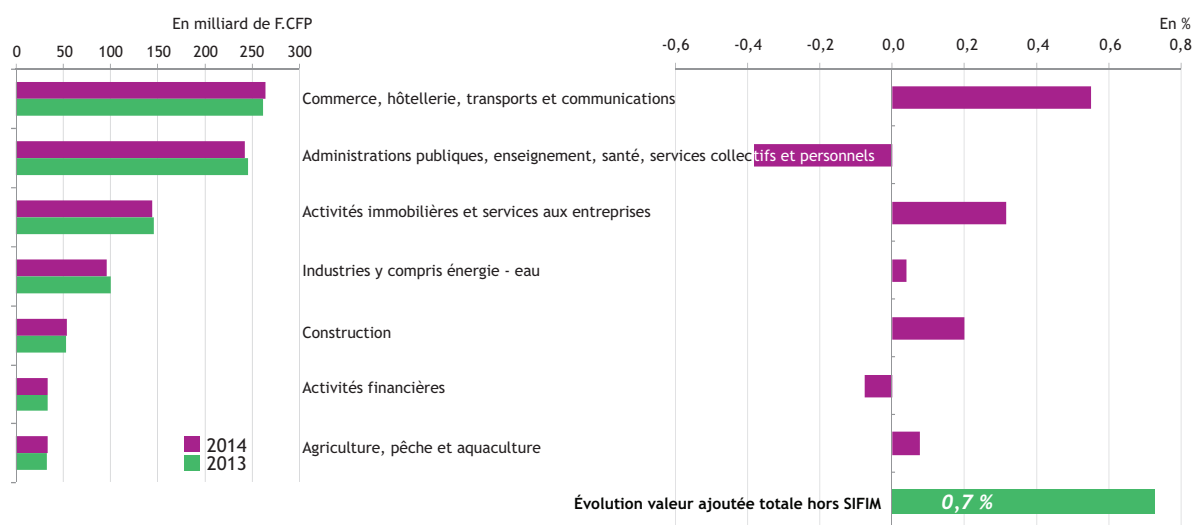 En milliard de F.CFP
0 50 100 150 200 250 300
En %
-0,6 -0,4 -0,2 0,0 0,2 0,4 0,6 0,8
Commerce, hôtellerie, transports et communications
Administrations publiques, enseignement, santé, services collectifs et personnels
Activités immobilières et services aux entreprises
Industries y compris énergie - eau
Construction
Activités financières
Agriculture, pêche et aquaculture
2014
2013
Évolution valeur ajoutée totale hors SIFIM
0,7 %